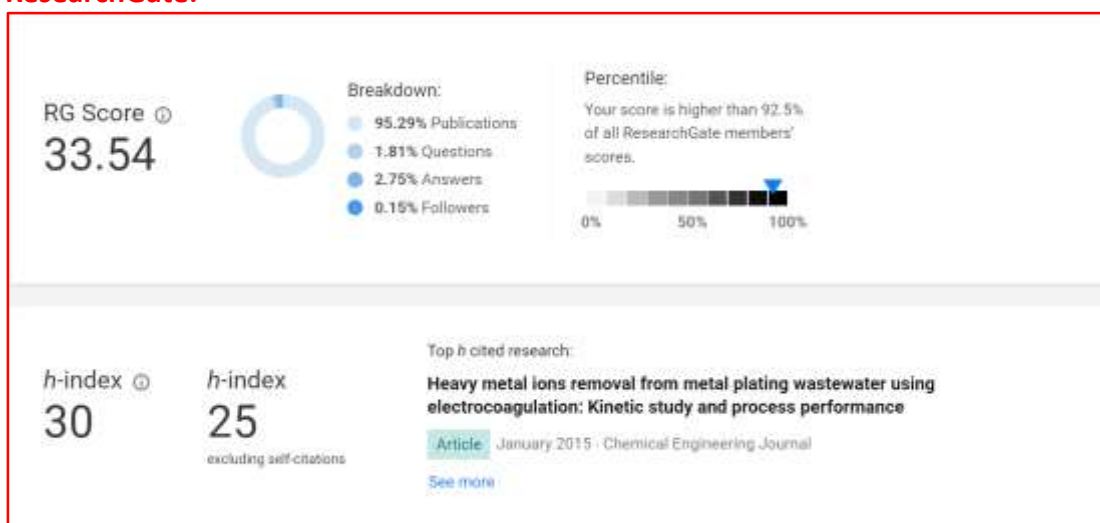 ResearchGate:
RG Score
33.54
Breakdown:
95.29% Publications
1.81% Questions
2.75% Answers
0.15% Followers
Percentile:
Your score is higher than 92.5%
of all ResearchGate members'
scores.
0% 50% 100%
h-index
30
h-index
25
excluding self-citations
Top h cited research:
Heavy metal ions removal from metal plating wastewater using
electrocoagulation: Kinetic study and process performance
Article January 2015 · Chemical Engineering Journal
See more